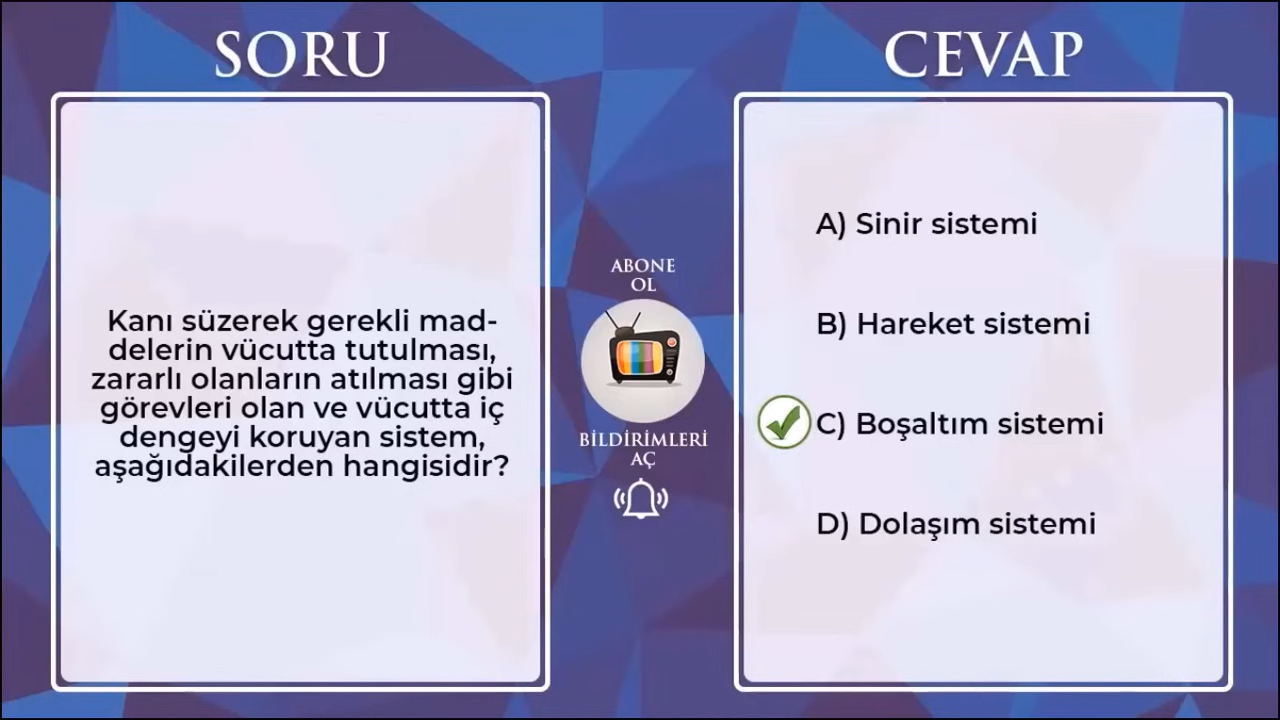 SORU
Kanı süzerek gerekli mad-
delerin vücutta tutulması,
zararlı olanların atılması gibi
görevleri olan ve vücutta iç
dengeyi koruyan sistem,
aşağıdakilerden hangisidir?
ABONE
OL
BİLDİRİMLERİ
AÇ
CEVAP
A) Sinir sistemi
B) Hareket sistemi
C) Boşaltım sistemi
D) Dolaşım sistemi